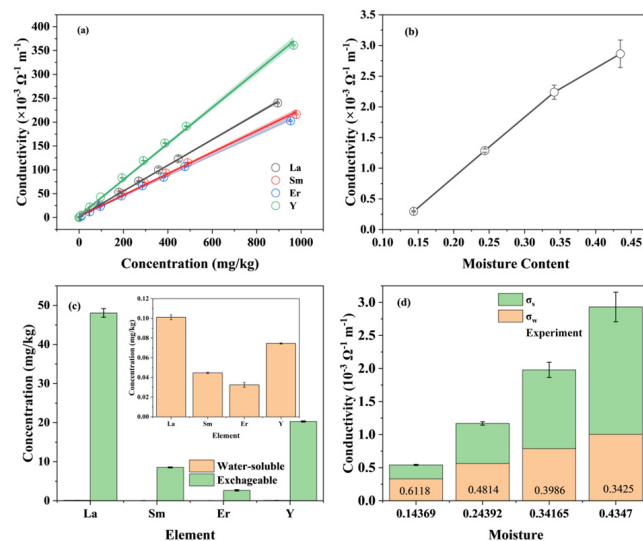 (a)
Conductivity (×10⁻³ Ω⁻¹ m⁻¹)
400
350
300
250
200
150
100
50
0
La
Sm
Er
Y
0 200 400 600 800 1000
Concentration (mg/kg)
(b)
Conductivity (×10⁻³ Ω⁻¹ m⁻¹)
3.0
2.5
2.0
1.5
1.0
0.5
0.0
0.10 0.15 0.20 0.25 0.30 0.35 0.40 0.45
Moisture Content
(c)
Concentration (mg/kg)
50
40
30
20
10
0
Concentration (mg/kg)
0.12
0.10
0.08
0.06
0.04
0.02
0.00
La Sm Er Y
Element
Water-soluble
Exchageable
La Sm Er Y
Element
(d)
σs
σw
Experiment
Conductivity (10⁻³ Ω⁻¹ m⁻¹)
3.0
2.5
2.0
1.5
1.0
0.5
0.0
0.6118 0.4814 0.3986 0.3425
0.14369 0.24392 0.34165 0.4347
Moisture